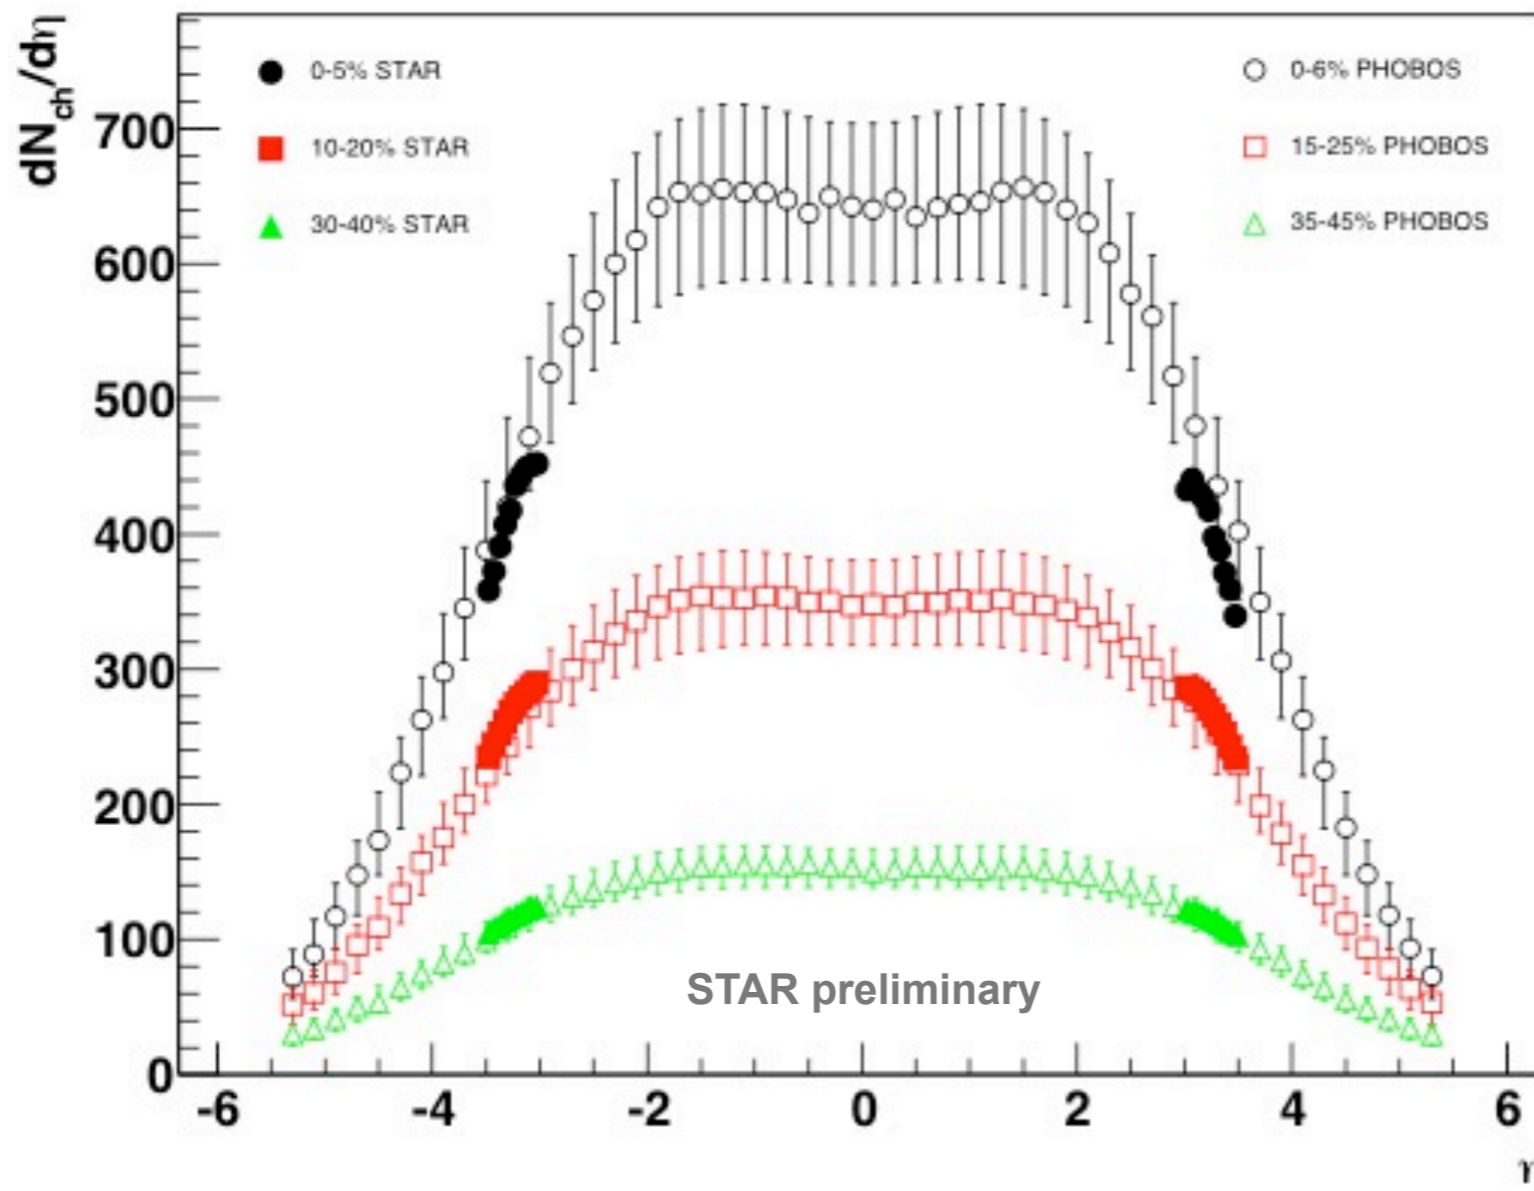 dN_ch/dη
0-5% STAR
10-20% STAR
30-40% STAR
0-6% PHOBOS
15-25% PHOBOS
35-45% PHOBOS
700
600
500
400
300
200
100
0
STAR preliminary
-6 -4 -2 0 2 4 6
η